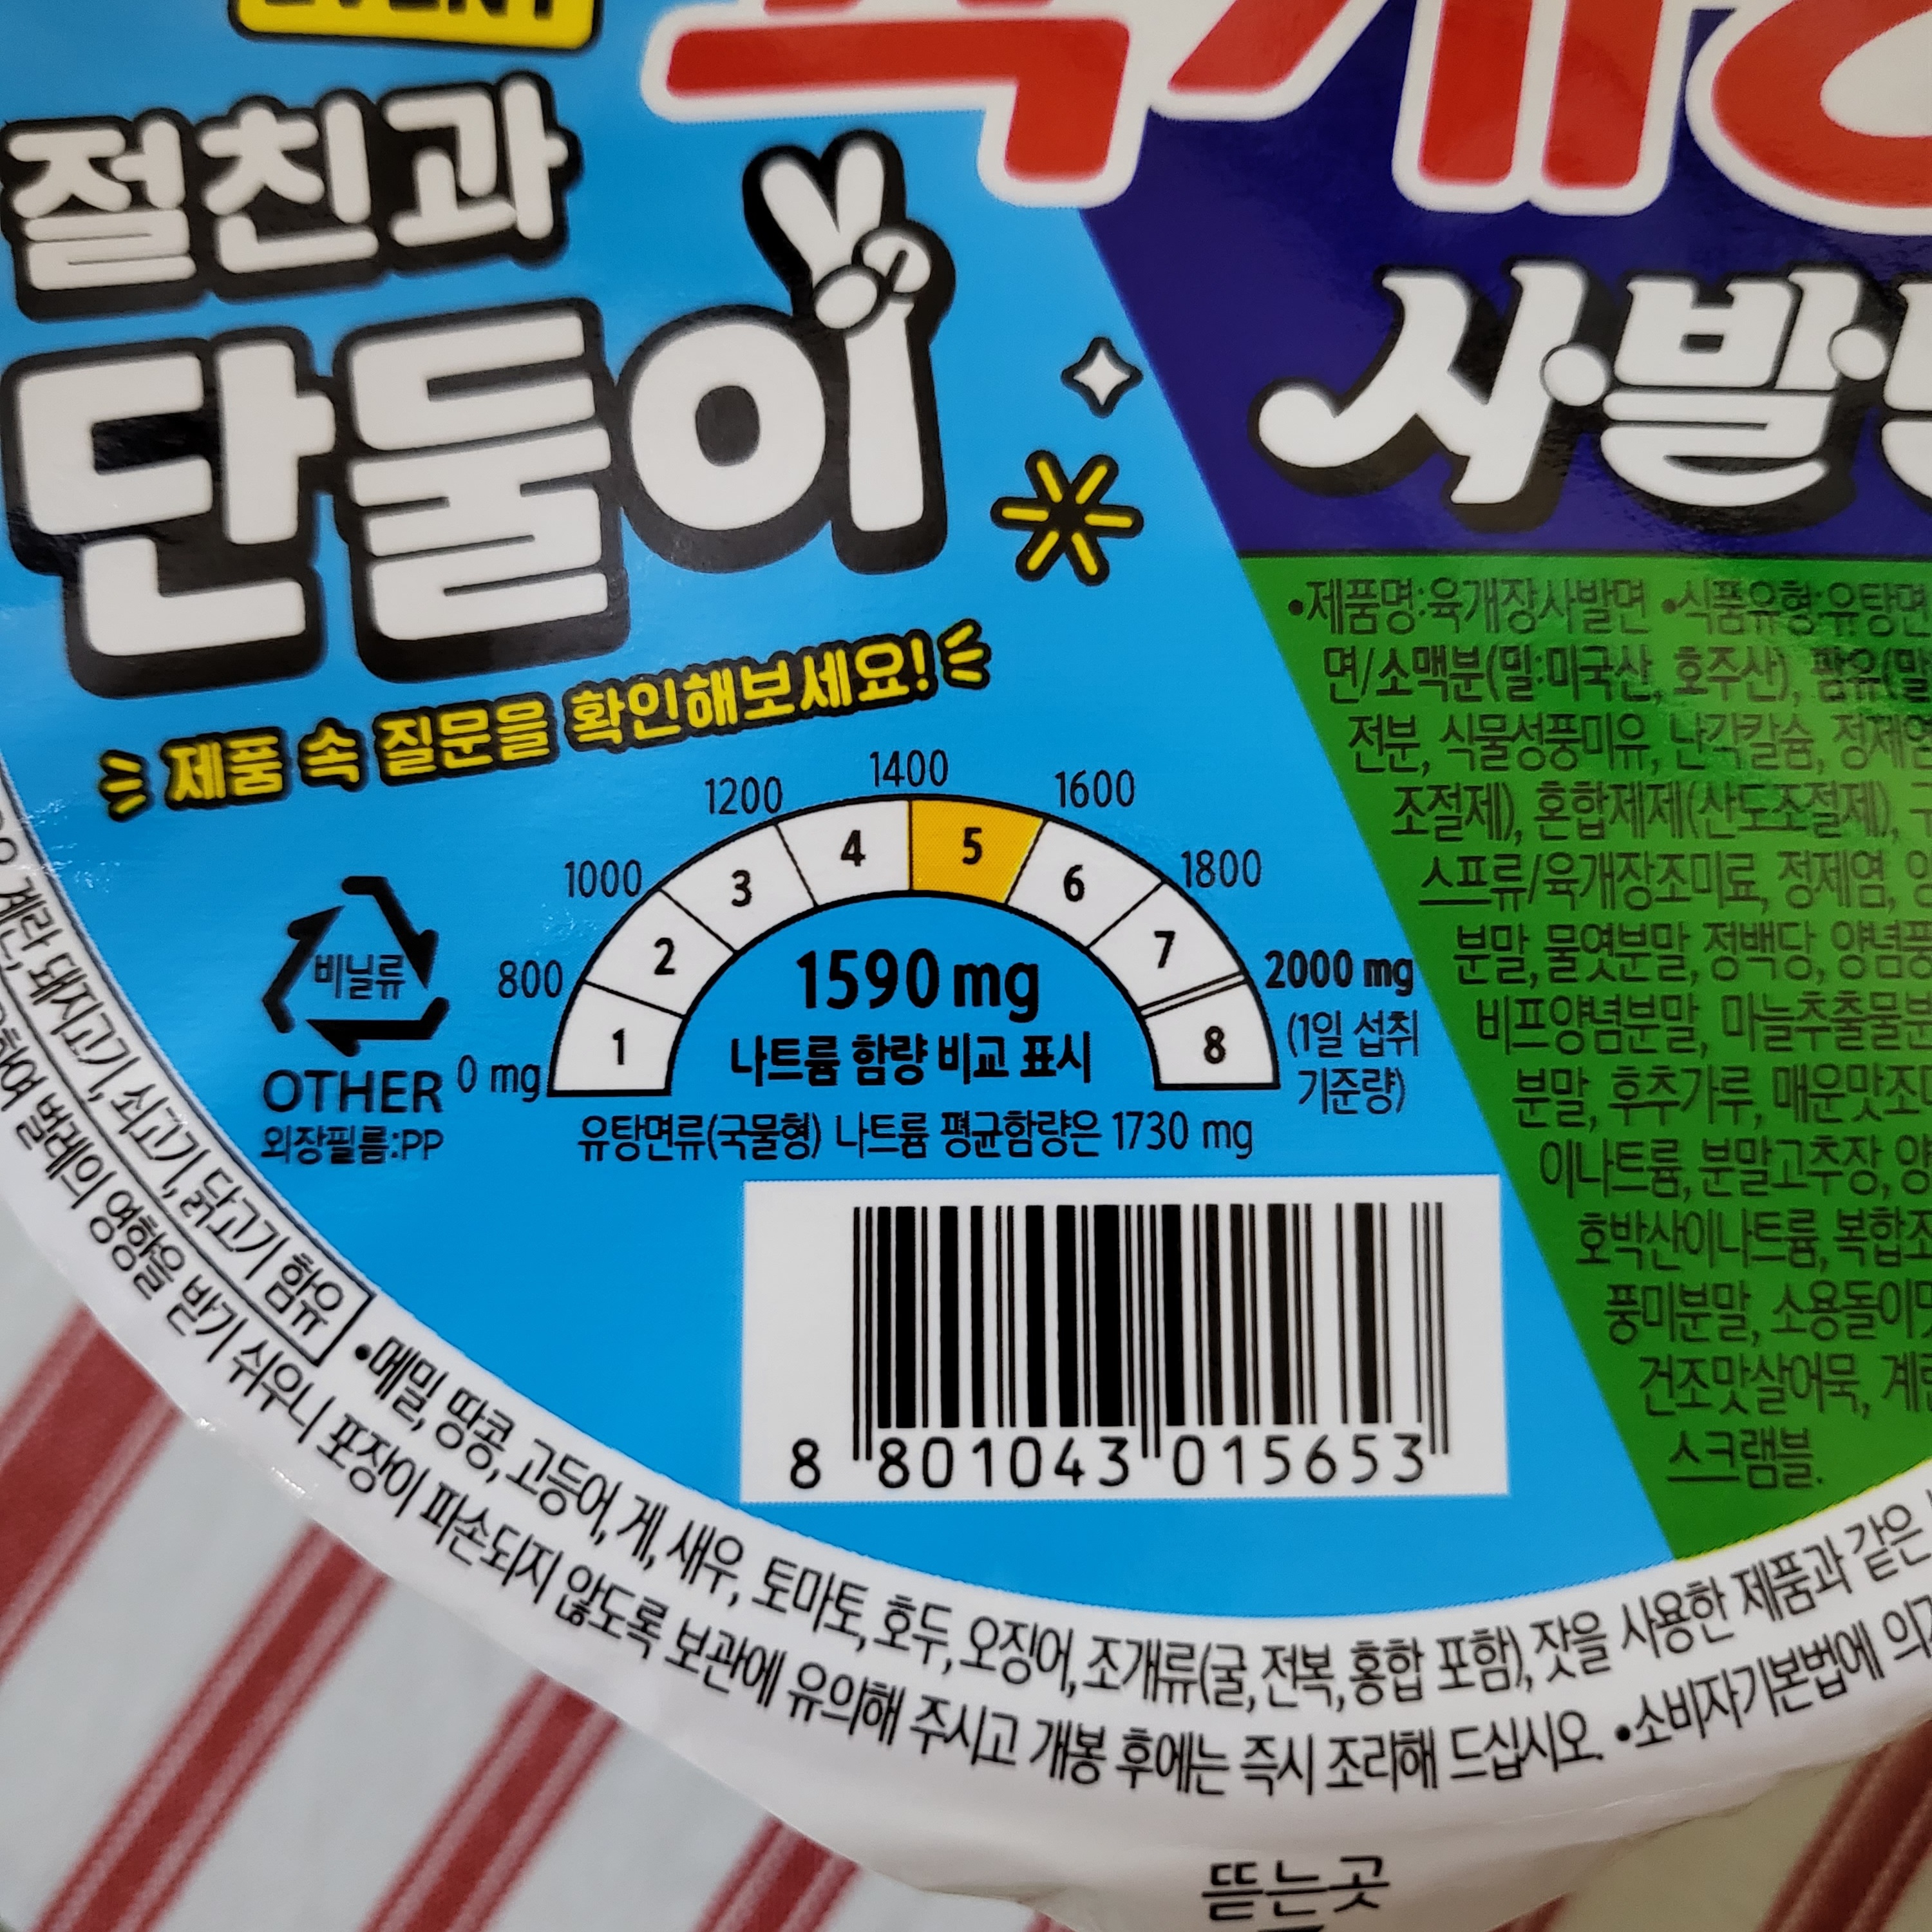 EVENT
절친과
단둘이
제품 속 질문을 확인해보세요!
육개장
사발면
0 mg
800
1000
1200
1400
1600
1800
2000 mg
(1일 섭취
기준량)
1
2
3
4
5
6
7
8
1590 mg
나트륨 함량 비교 표시
유탕면류(국물형) 나트륨 평균함량은 1730 mg
비닐류
OTHER
외장필름:PP
8 801043 015653
•제품명:육개장사발면 •식품유형:유탕면
면/소맥분(밀:미국산, 호주산), 팜유(말
전분, 식물성풍미유, 난각칼슘, 정제염
조절제), 혼합제제(산도조절제),
스프류/육개장조미료, 정제염,
분말, 물엿분말, 정백당, 양념풍
비프양념분말, 마늘추출물분
분말, 후추가루, 매운맛조미
이나트륨, 분말고추장, 양
호박산이나트륨, 복합조
풍미분말, 소용돌이맛
건조맛살어묵, 계란
스크램블.
계란, 돼지고기, 쇠고기, 닭고기 함유 •메밀, 땅콩, 고등어, 게, 새우, 토마토, 호두, 오징어, 조개류(굴, 전복, 홍합 포함), 잣을 사용한 제품과 같은
벌레의 영향을 받기 쉬우니 포장이 파손되지 않도록 보관에 유의해 주시고 개봉 후에는 즉시 조리해 드십시오. •소비자기본법에
뜯는곳